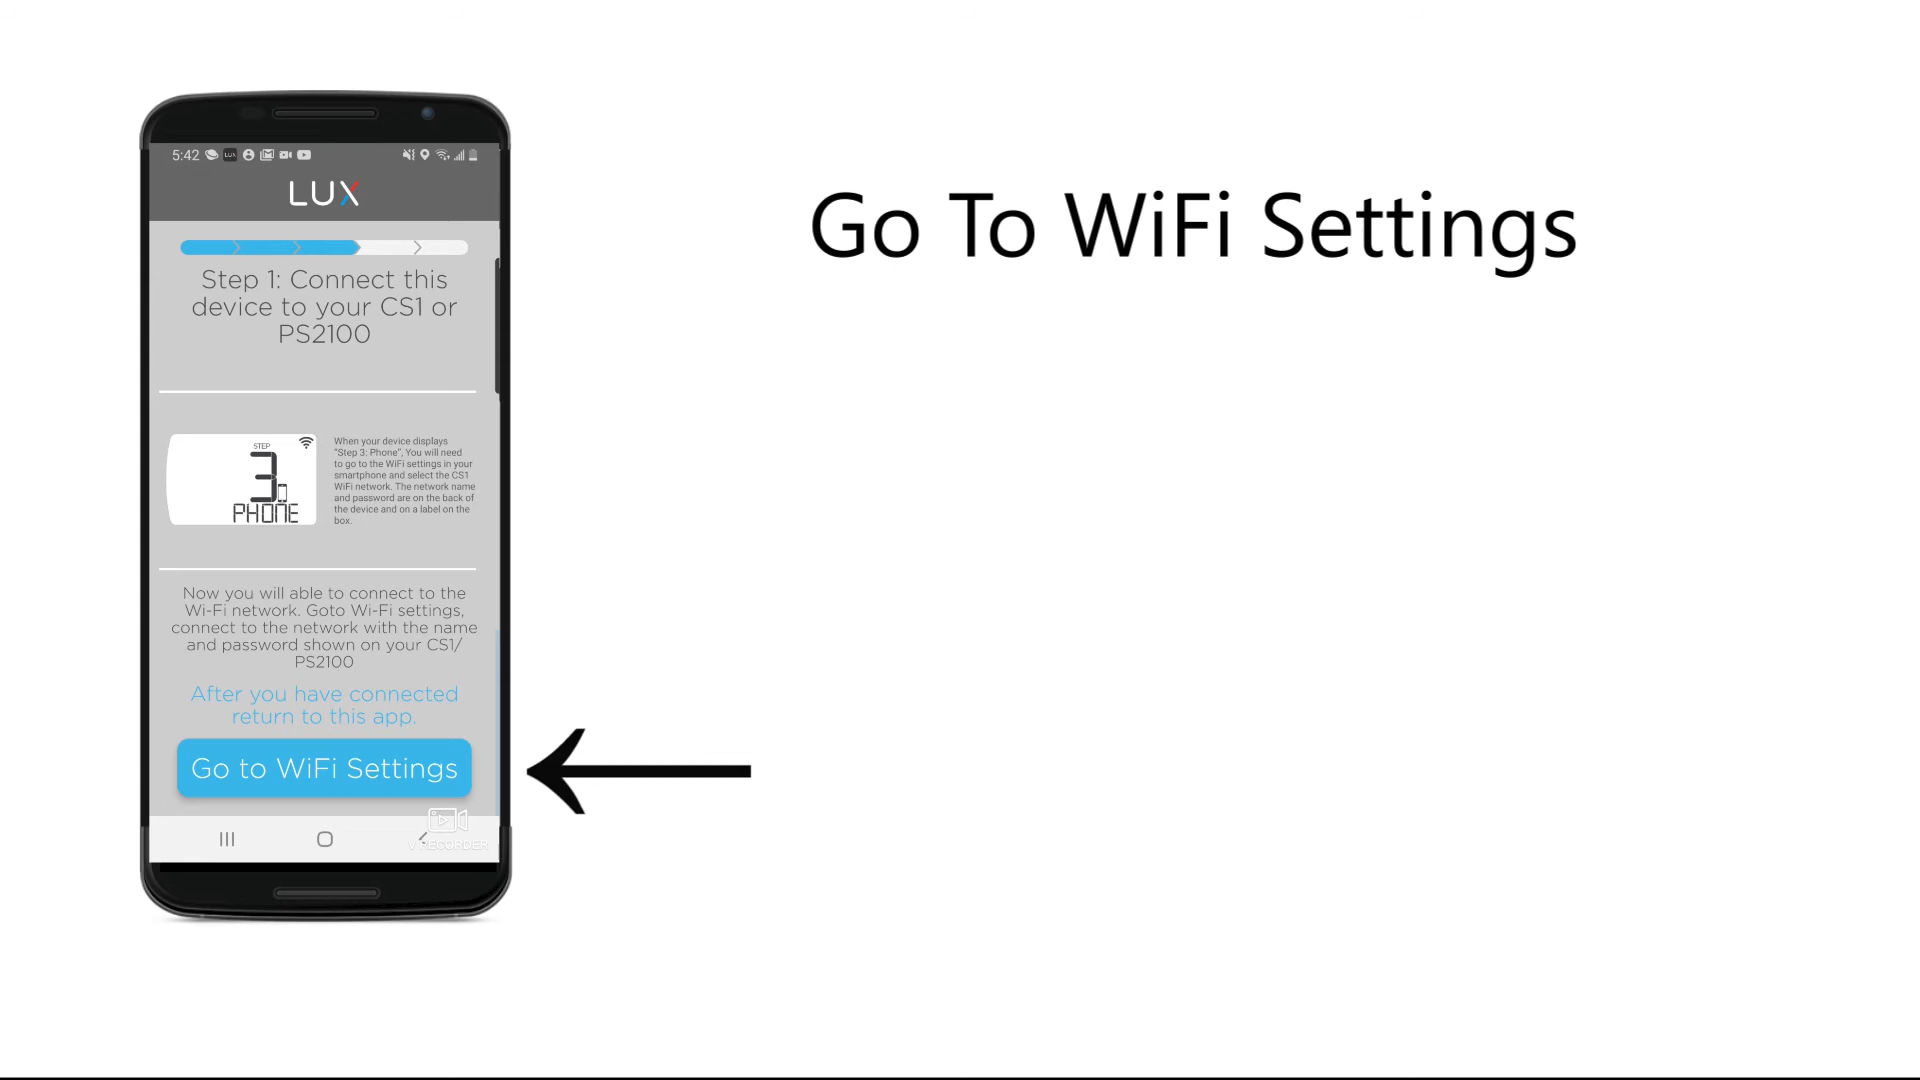 5:42
LUX
LUX
Go To WiFi Settings
Step 1: Connect this
device to your CS1 or
PS2100
STEP
3
PHONE
When your device displays
"Step 3: Phone", You will need
to go to the WiFi settings in your
smartphone and select the CS1
WiFi network. The network name
and password are on the back of
the device and on a label on the
box.
Now you will able to connect to the
Wi-Fi network. Goto Wi-Fi settings,
connect to the network with the name
and password shown on your CS1/
PS2100
After you have connected
return to this app.
Go to WiFi Settings
V RECORDER